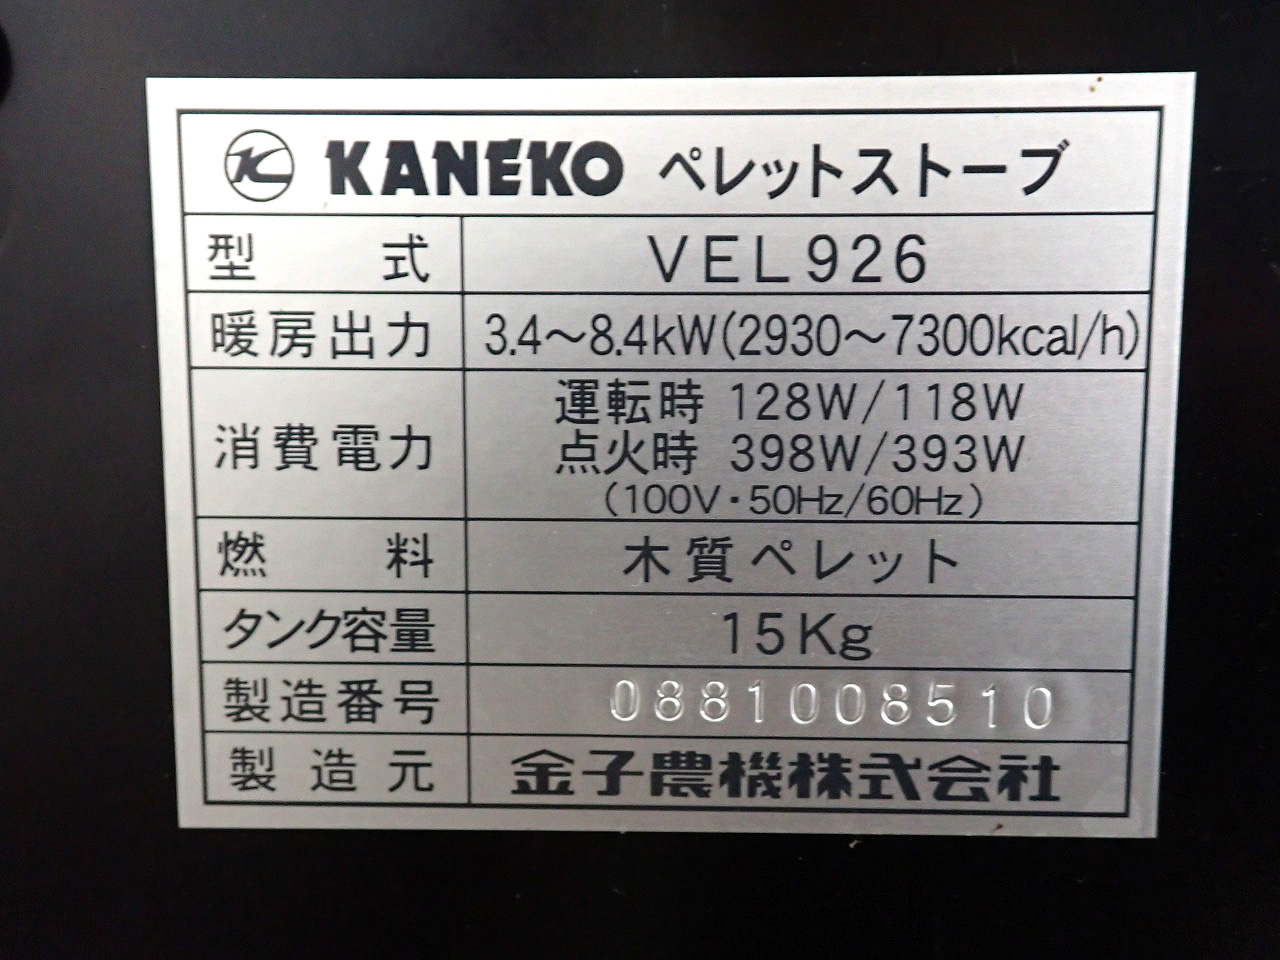 K KANEKO ペレットストーブ
型式 VEL926
暖房出力 3.4～8.4kW(2930～7300kcal/h)
消費電力 運転時 128W/118W
点火時 398W/393W
(100V・50Hz/60Hz)
燃料 木質ペレット
タンク容量 15Kg
製造番号 0881008510
製造元 金子農機株式会社